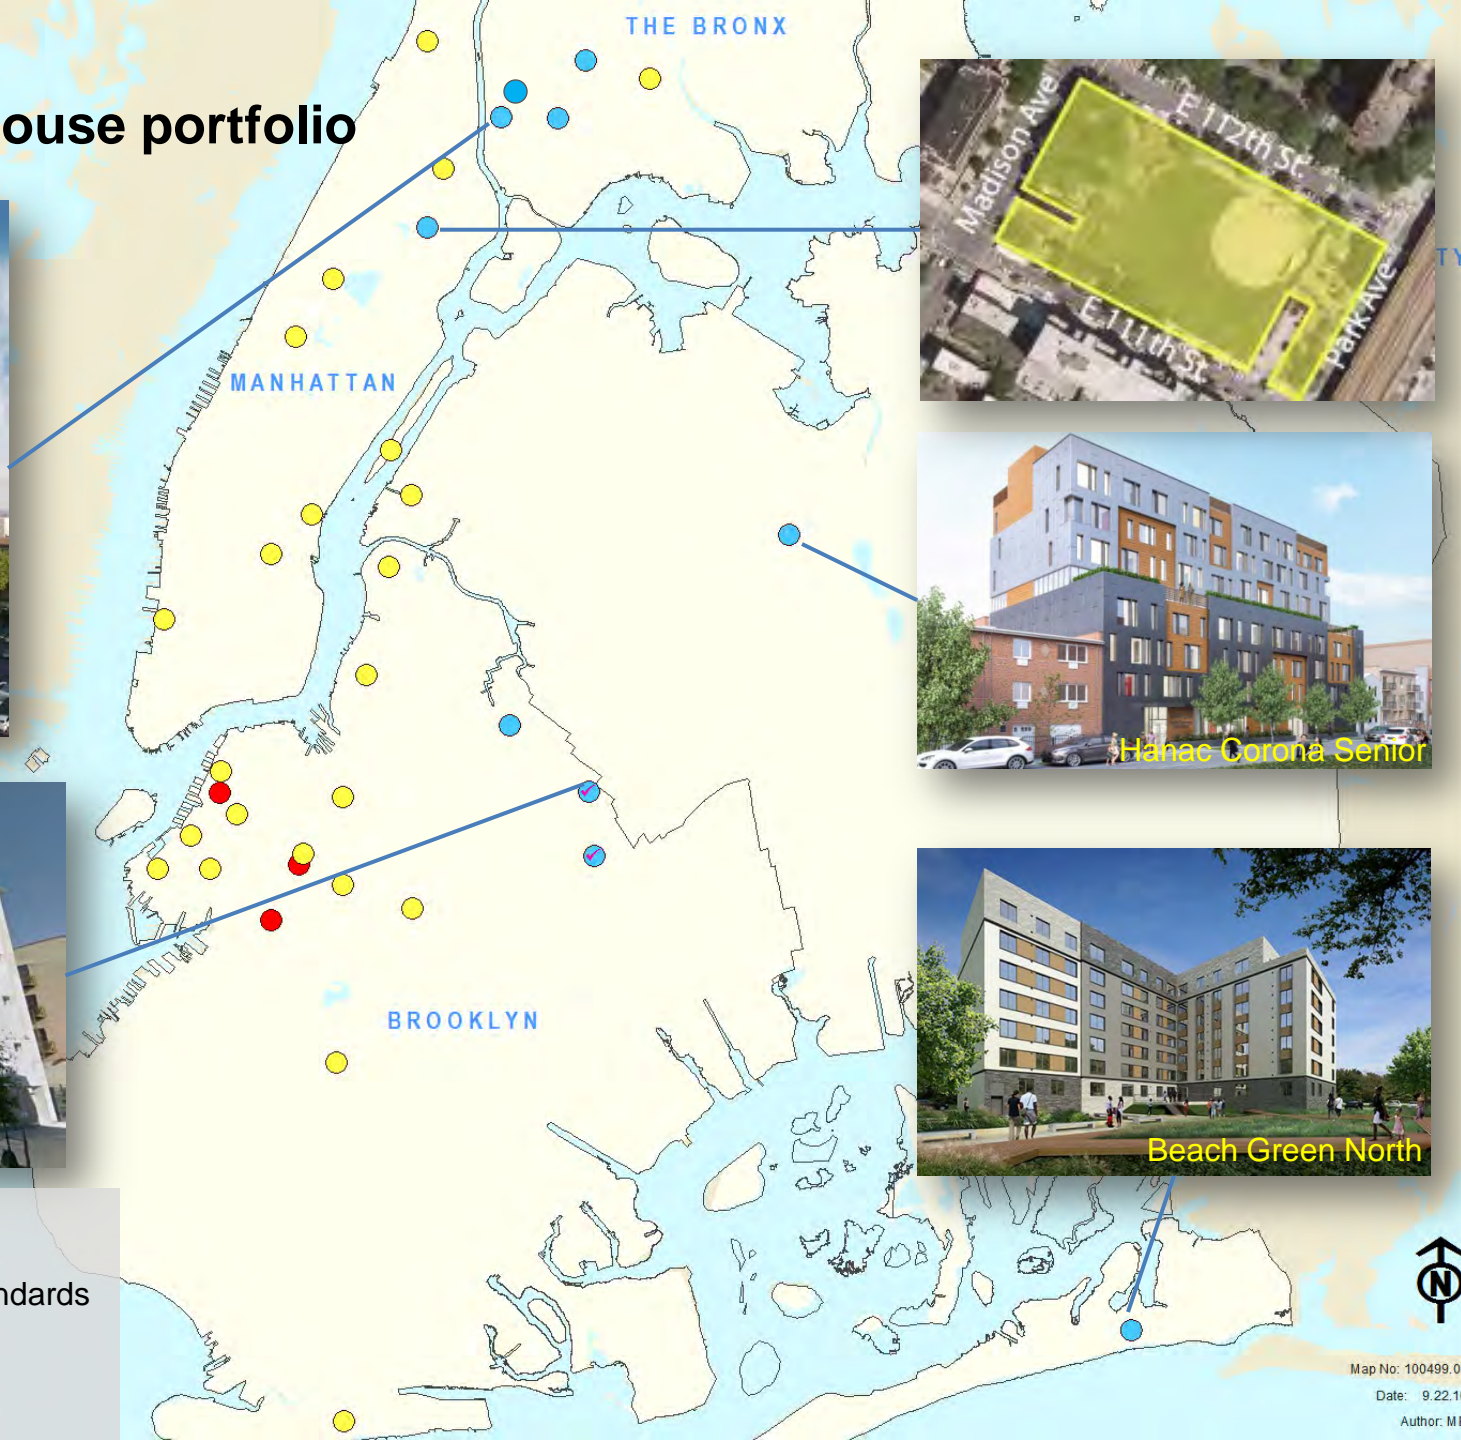 THE BRONX
ouse portfolio
Madison Ave
E 112th St
E 111th St
Park Ave
TY
MANHATTAN
Hanac Corona Senior
BROOKLYN
Beach Green North
ndards
N
Map No: 100499.0
Date: 9.22.1
Author: M